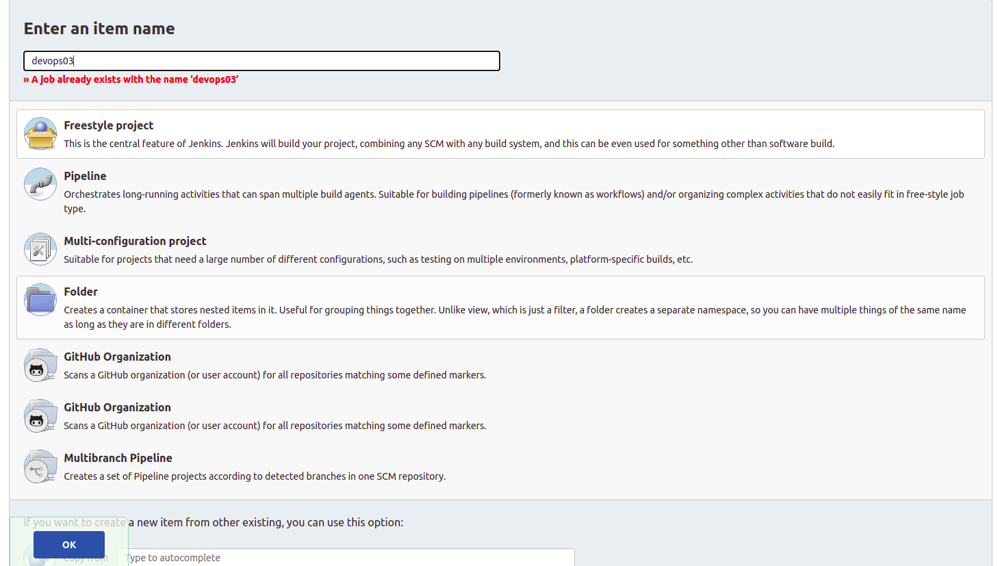 Enter an item name
devops03
» A job already exists with the name ‘devops03’
Freestyle project
This is the central feature of Jenkins. Jenkins will build your project, combining any SCM with any build system, and this can be even used for something other than software build.
Pipeline
Orchestrates long-running activities that can span multiple build agents. Suitable for building pipelines (formerly known as workflows) and/or organizing complex activities that do not easily fit in free-style job
type.
Multi-configuration project
Suitable for projects that need a large number of different configurations, such as testing on multiple environments, platform-specific builds, etc.
Folder
Creates a container that stores nested items in it. Useful for grouping things together. Unlike view, which is just a filter, a folder creates a separate namespace, so you can have multiple things of the same name
as long as they are in different folders.
GitHub Organization
Scans a GitHub organization (or user account) for all repositories matching some defined markers.
GitHub Organization
Scans a GitHub organization (or user account) for all repositories matching some defined markers.
Multibranch Pipeline
Creates a set of Pipeline projects according to detected branches in one SCM repository.
If you want to create a new item from other existing, you can use this option:
OK
Copy from
Type to autocomplete